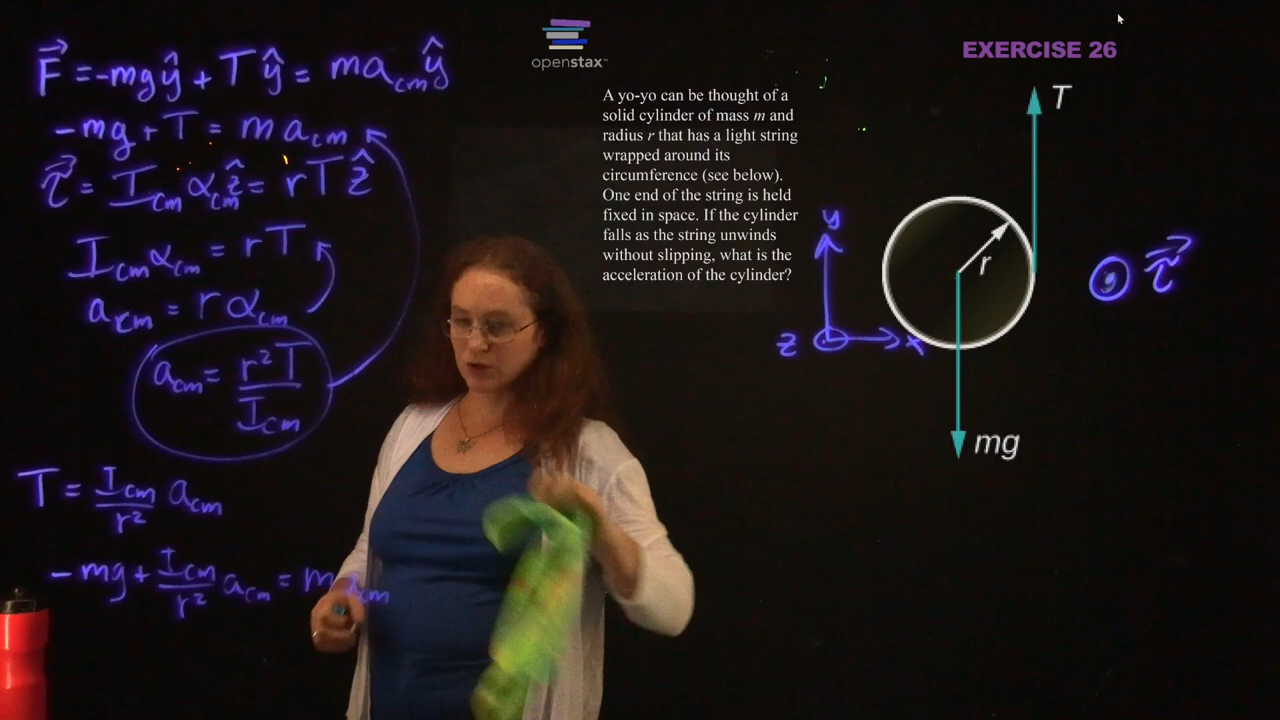 F⃗ = -mgŷ + Tŷ = ma_cm ŷ
-mg + T = ma_cm
τ⃗ = I_cm α_cm ẑ = rTẑ
I_cm α_cm = rT
a_cm = rα_cm
a_cm = r²T / I_cm
T = I_cm / r² a_cm
-mg + I_cm / r² a_cm = ma_cm
openstax™
A yo-yo can be thought of a
solid cylinder of mass m and
radius r that has a light string
wrapped around its
circumference (see below).
One end of the string is held
fixed in space. If the cylinder
falls as the string unwinds
without slipping, what is the
acceleration of the cylinder?
EXERCISE 26
T
y
r
τ⃗
z
x
mg